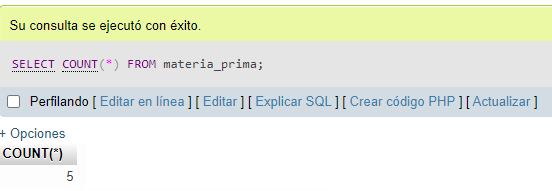 Su consulta se ejecutó con éxito.
SELECT COUNT(*) FROM materia_prima;
Perfilando [ Editar en línea ] [ Editar ] [ Explicar SQL ] [ Crear código PHP ] [ Actualizar ]
+ Opciones
COUNT(*)
5